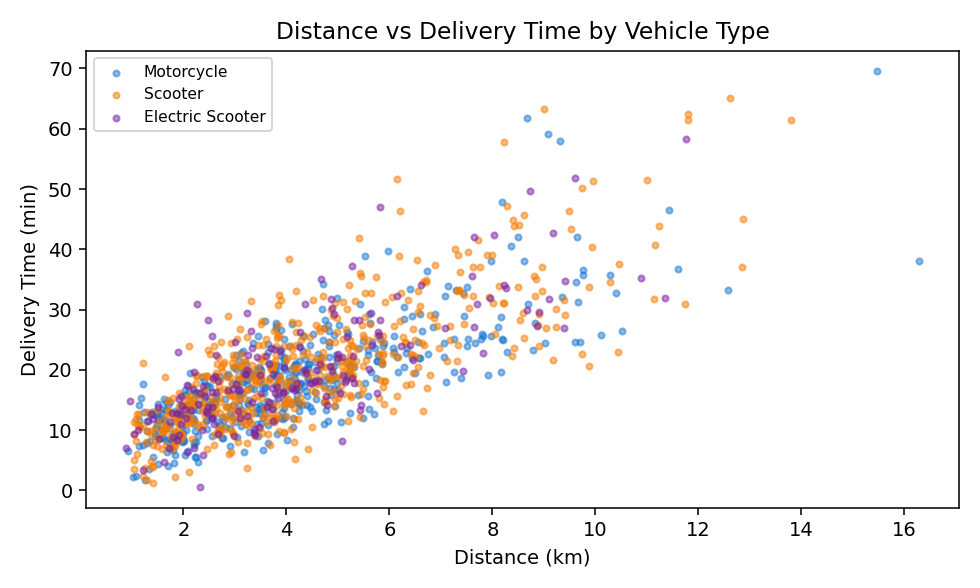 Distance vs Delivery Time by Vehicle Type
Motorcycle
Scooter
Electric Scooter
70
60
50
40
30
20
10
0
Delivery Time (min)
2 4 6 8 10 12 14 16
Distance (km)